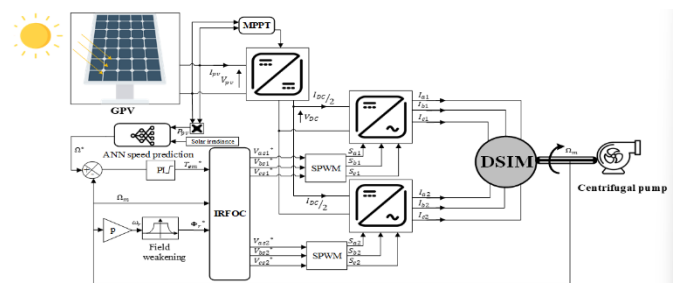 MPPT
I_pv
V_pv
GPV
I_DC/2
V_DC
I_a1
I_b1
I_c1
P_pv
Solar irradiance
ANN speed prediction
Ω*
PI
T_em*
V_as1*
V_bs1*
V_cs1*
SPWM
S_a1
S_b1
S_c1
DSIM
Ω_m
Centrifugal pump
Ω_m
IRFOC
I_DC/2
I_a2
I_b2
I_c2
P
Φ_r*
Field
weakening
V_as2*
V_bs2*
V_cs2*
SPWM
S_a2
S_b2
S_c2